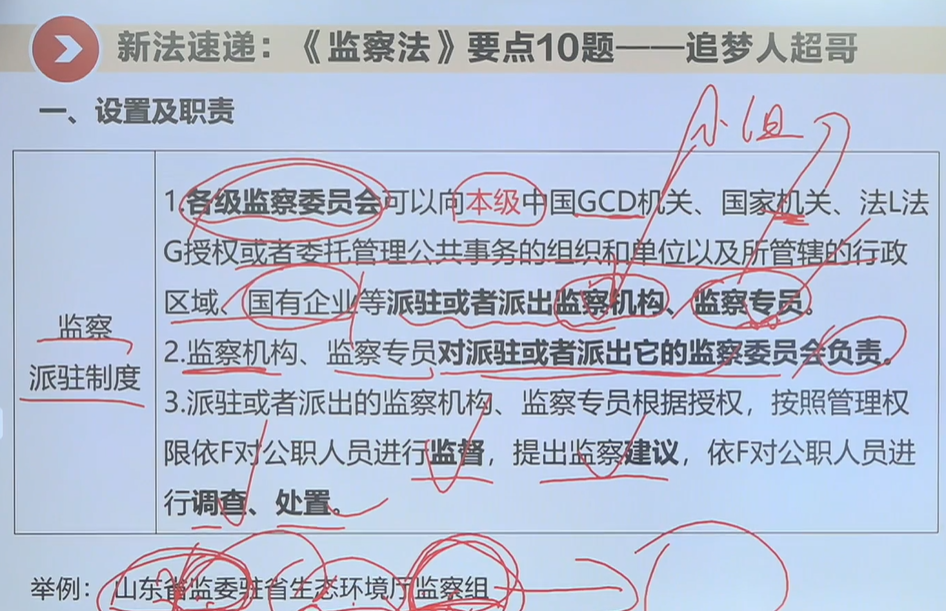 新法速递：《监察法》要点10题——追梦人超哥
一、设置及职责
监察
派驻制度
1.各级监察委员会可以向本级中国GCD机关、国家机关、法L法
G授权或者委托管理公共事务的组织和单位以及所管辖的行政
区域、国有企业等派驻或者派出监察机构、监察专员。
2.监察机构、监察专员对派驻或者派出它的监察委员会负责。
3.派驻或者派出的监察机构、监察专员根据授权，按照管理权
限依F对公职人员进行监督，提出监察建议，依F对公职人员进
行调查、处置。
举例：山东省监委驻省生态环境厅监察组